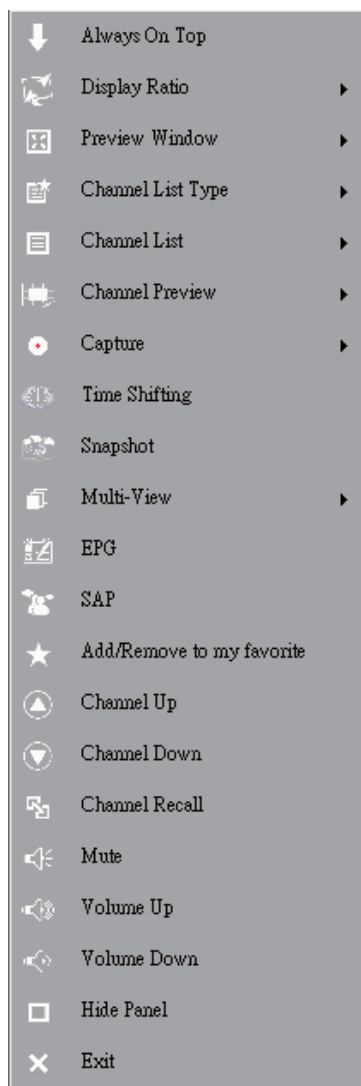 Always On Top
Display Ratio
Preview Window
Channel List Type
Channel List
Channel Preview
Capture
Time Shifting
Snapshot
Multi-View
EPG
SAP
Add/Remove to my favorite
Channel Up
Channel Down
Channel Recall
Mute
Volume Up
Volume Down
Hide Panel
Exit